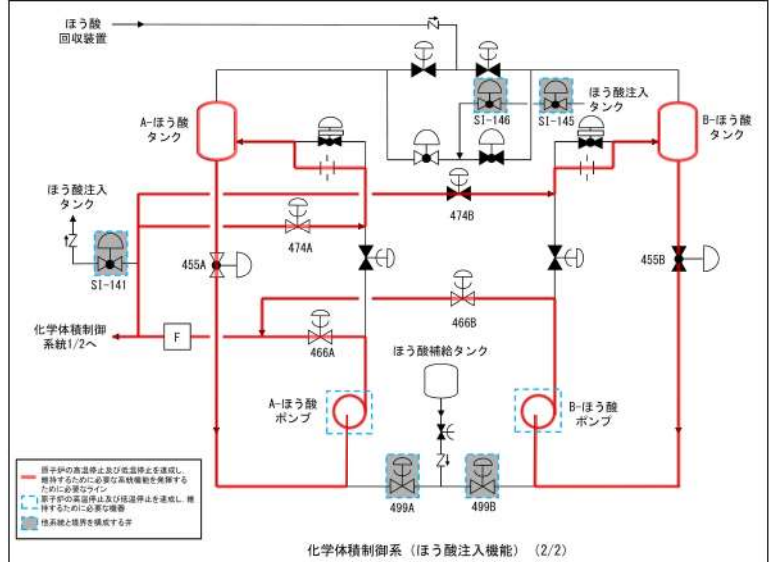 ほう酸
回収装置
A-ほう酸
タンク
SI-146
SI-145
ほう酸注入
タンク
B-ほう酸
タンク
ほう酸注入
タンク
474B
474A
SI-141
455A
455B
466B
466A
化学体積制御
系統1/2へ
F
ほう酸補給タンク
A-ほう酸
ポンプ
B-ほう酸
ポンプ
499A
499B
原子炉の高温停止及び低温停止を達成し、
維持するために必要な系統機能を発揮する
ために必要なライン
原子炉の高温停止及び低温停止を達成し、維
持するために必要な機器
他系統と境界を構成する弁
化学体積制御系（ほう酸注入機能）（2/2）